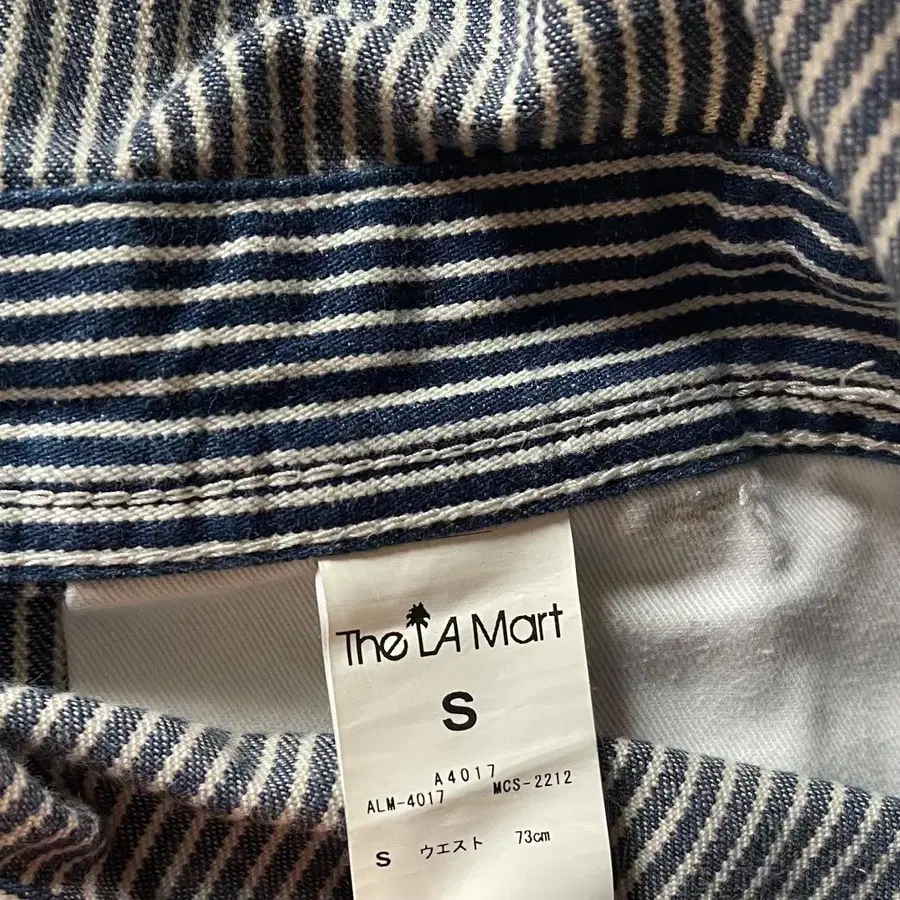 The LA Mart
S
A4017
ALM-4017 MCS-2212
S ウエスト 73cm